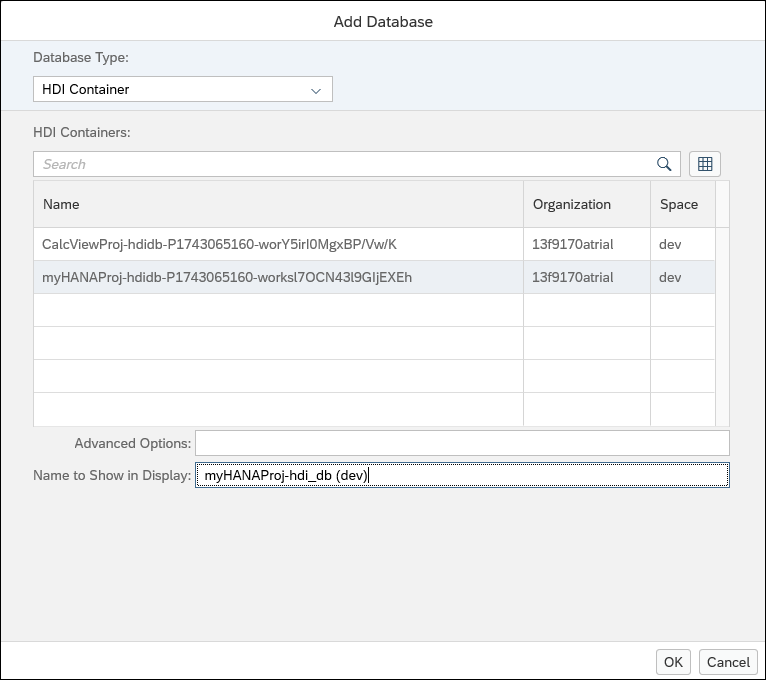 Add Database
Database Type:
HDI Container
HDI Containers:
Search
Name Organization Space
CalcViewProj-hdidb-P1743065160-worY5irI0MgxBP/Vw/K 13f9170atrial dev
myHANAProj-hdidb-P1743065160-worksl7OCN43l9GIjEXEh 13f9170atrial dev
Advanced Options:
Name to Show in Display: myHANAProj-hdi_db (dev)
OK Cancel